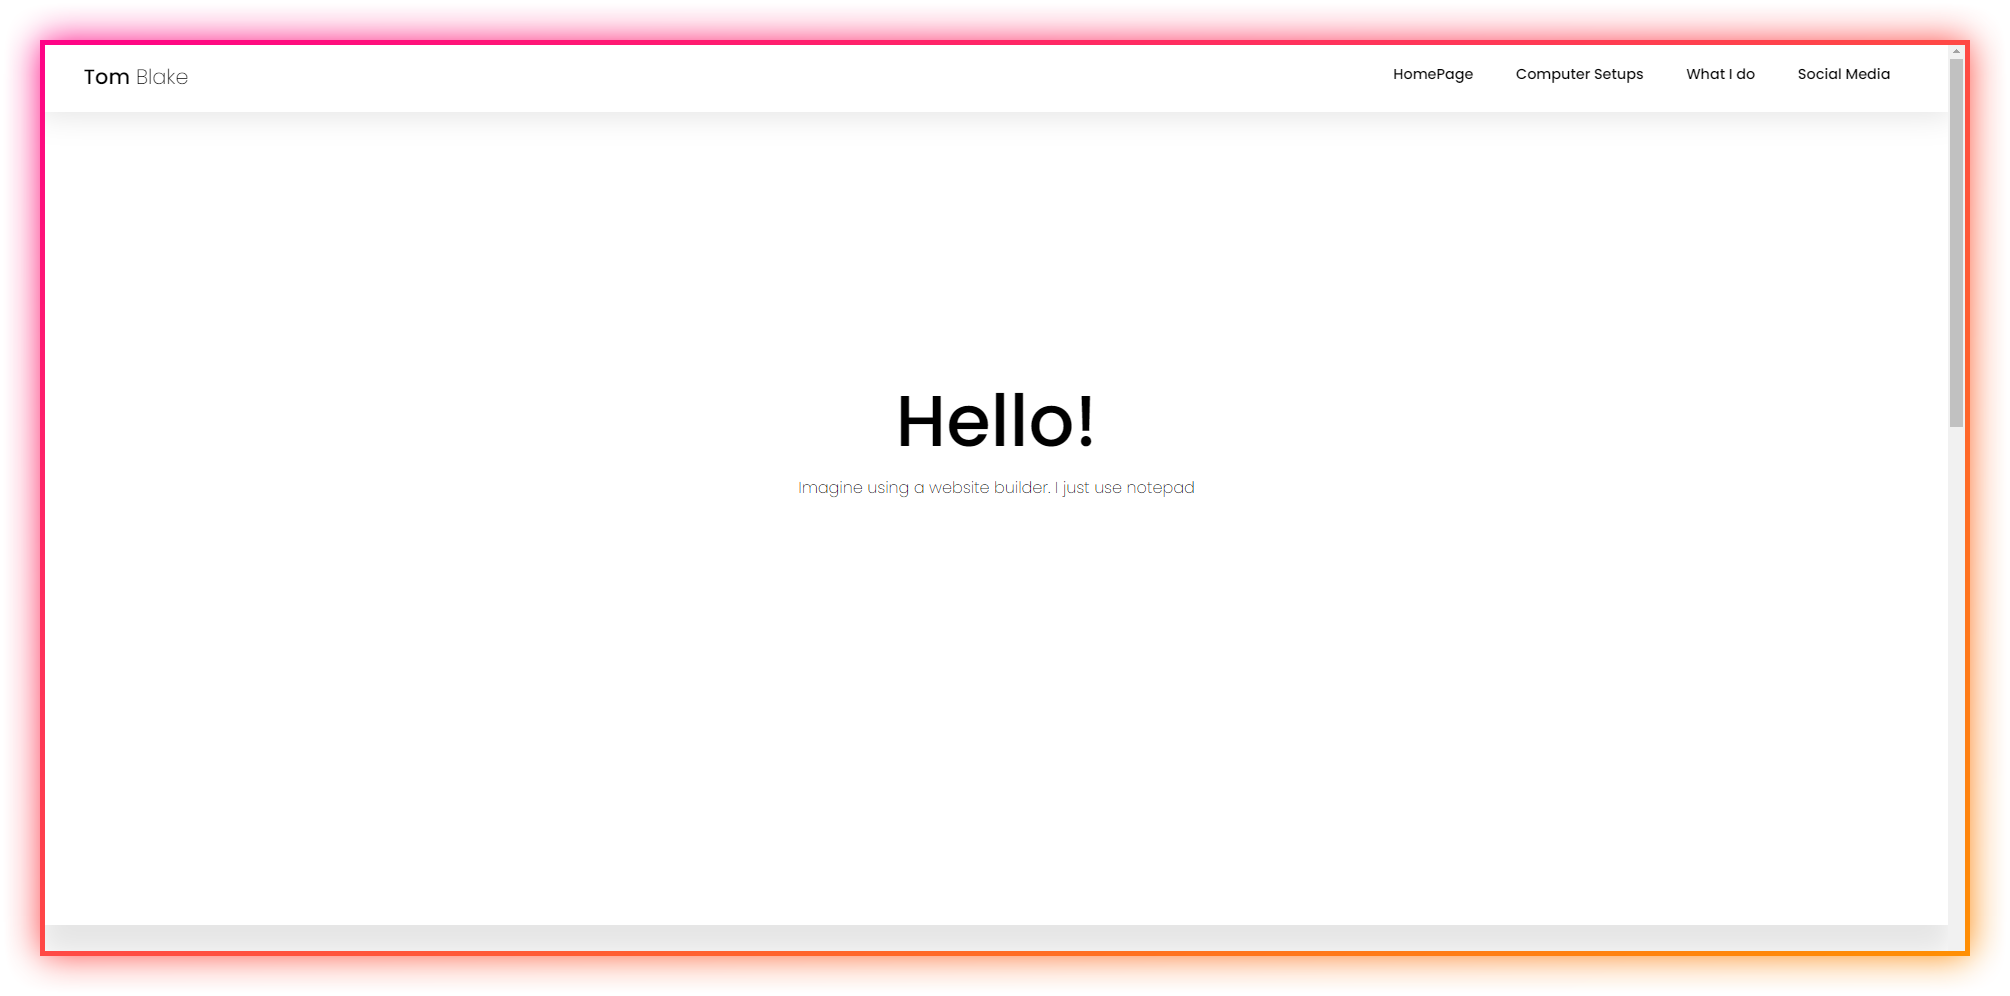 Tom Blake
HomePage
Computer Setups
What I do
Social Media
Hello!
Imagine using a website builder. I just use notepad